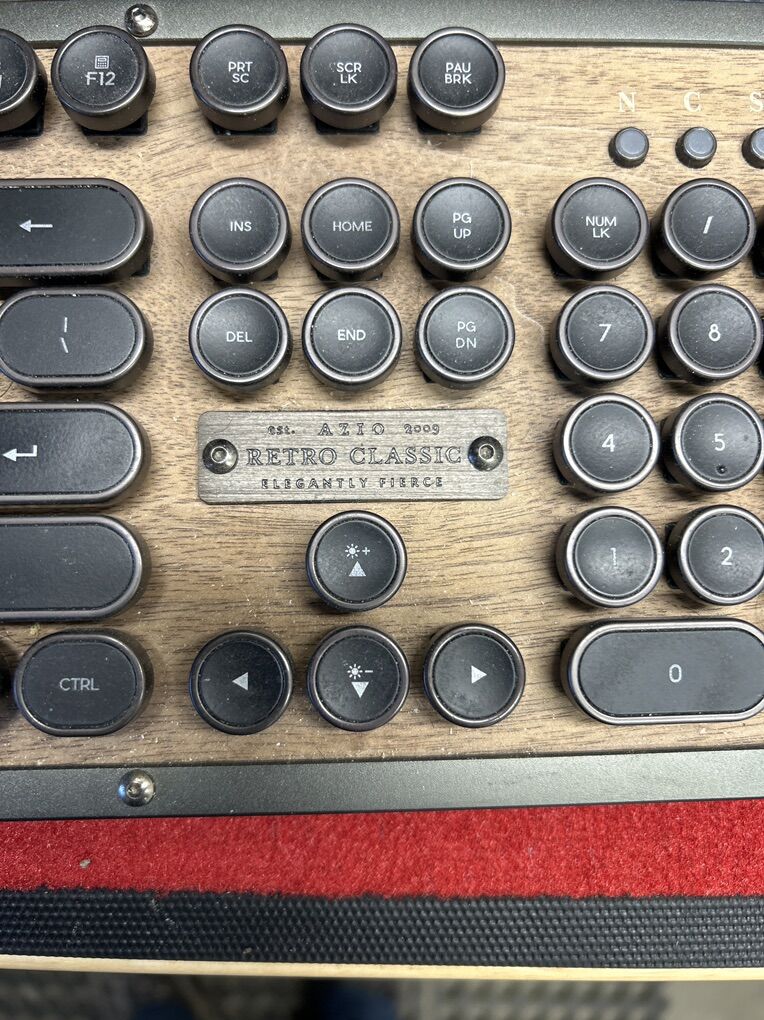 F12
PRT
SC
SCR
LK
PAU
BRK
N C S
←
INS
HOME
PG
UP
NUM
LK
/
|
\
DEL
END
PG
DN
7
8
est. AZIO 2009
RETRO CLASSIC
ELEGANTLY FIERCE
4
5
1
2
CTRL
0